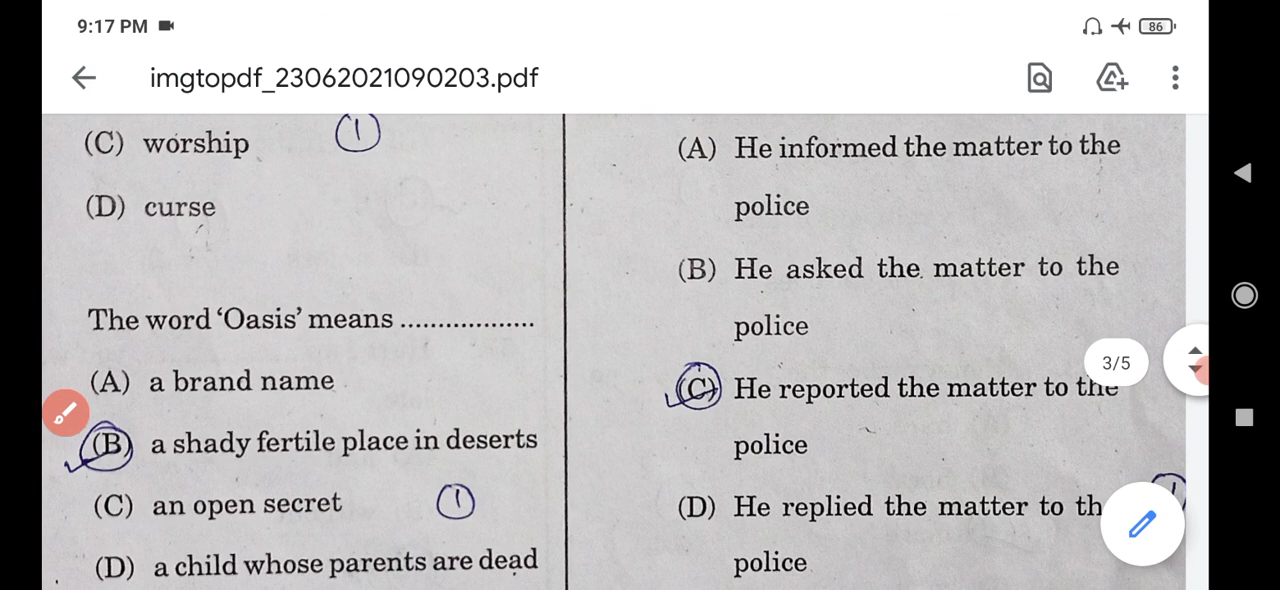 9:17 PM
86
imgtopdf_23062021090203.pdf
(C) worship
1
(D) curse
The word ‘Oasis’ means ..................
(A) a brand name
(B) a shady fertile place in deserts
(C) an open secret
1
(D) a child whose parents are dead
(A) He informed the matter to the
police
(B) He asked the matter to the
police
(C) He reported the matter to the
police
(D) He replied the matter to th
police
1
3/5